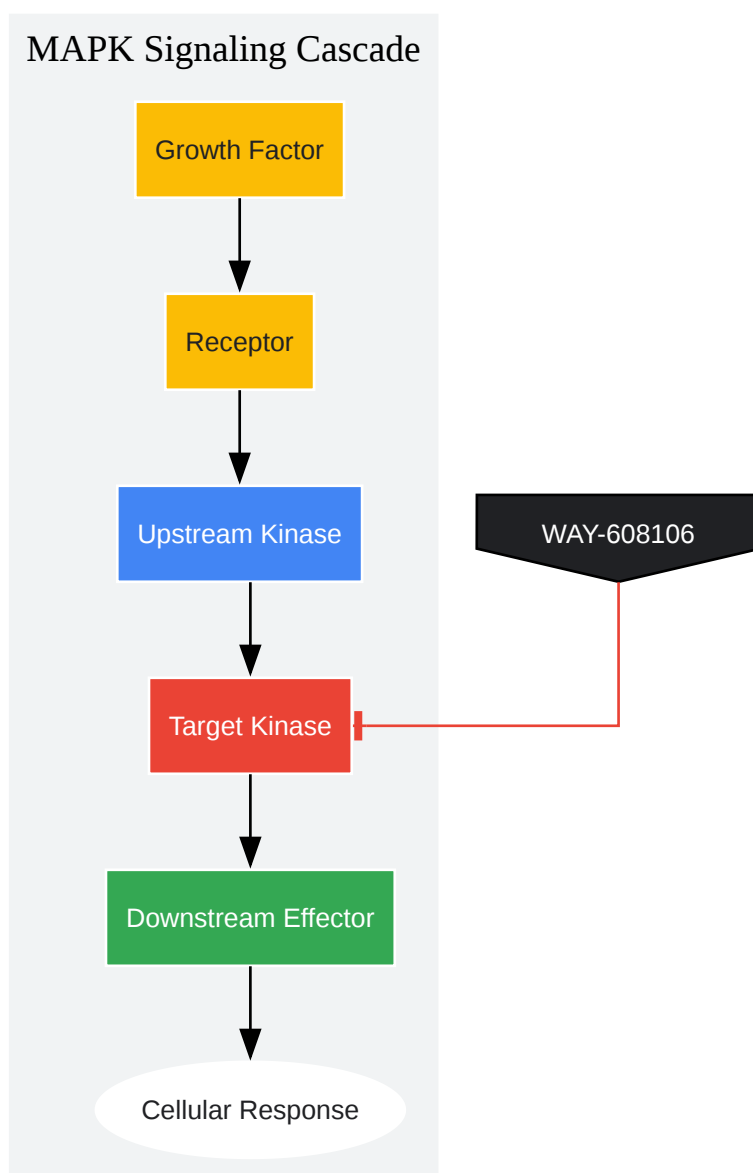 MAPK Signaling Cascade
Growth Factor
Receptor
Upstream Kinase
WAY-608106
Target Kinase
Downstream Effector
Cellular Response